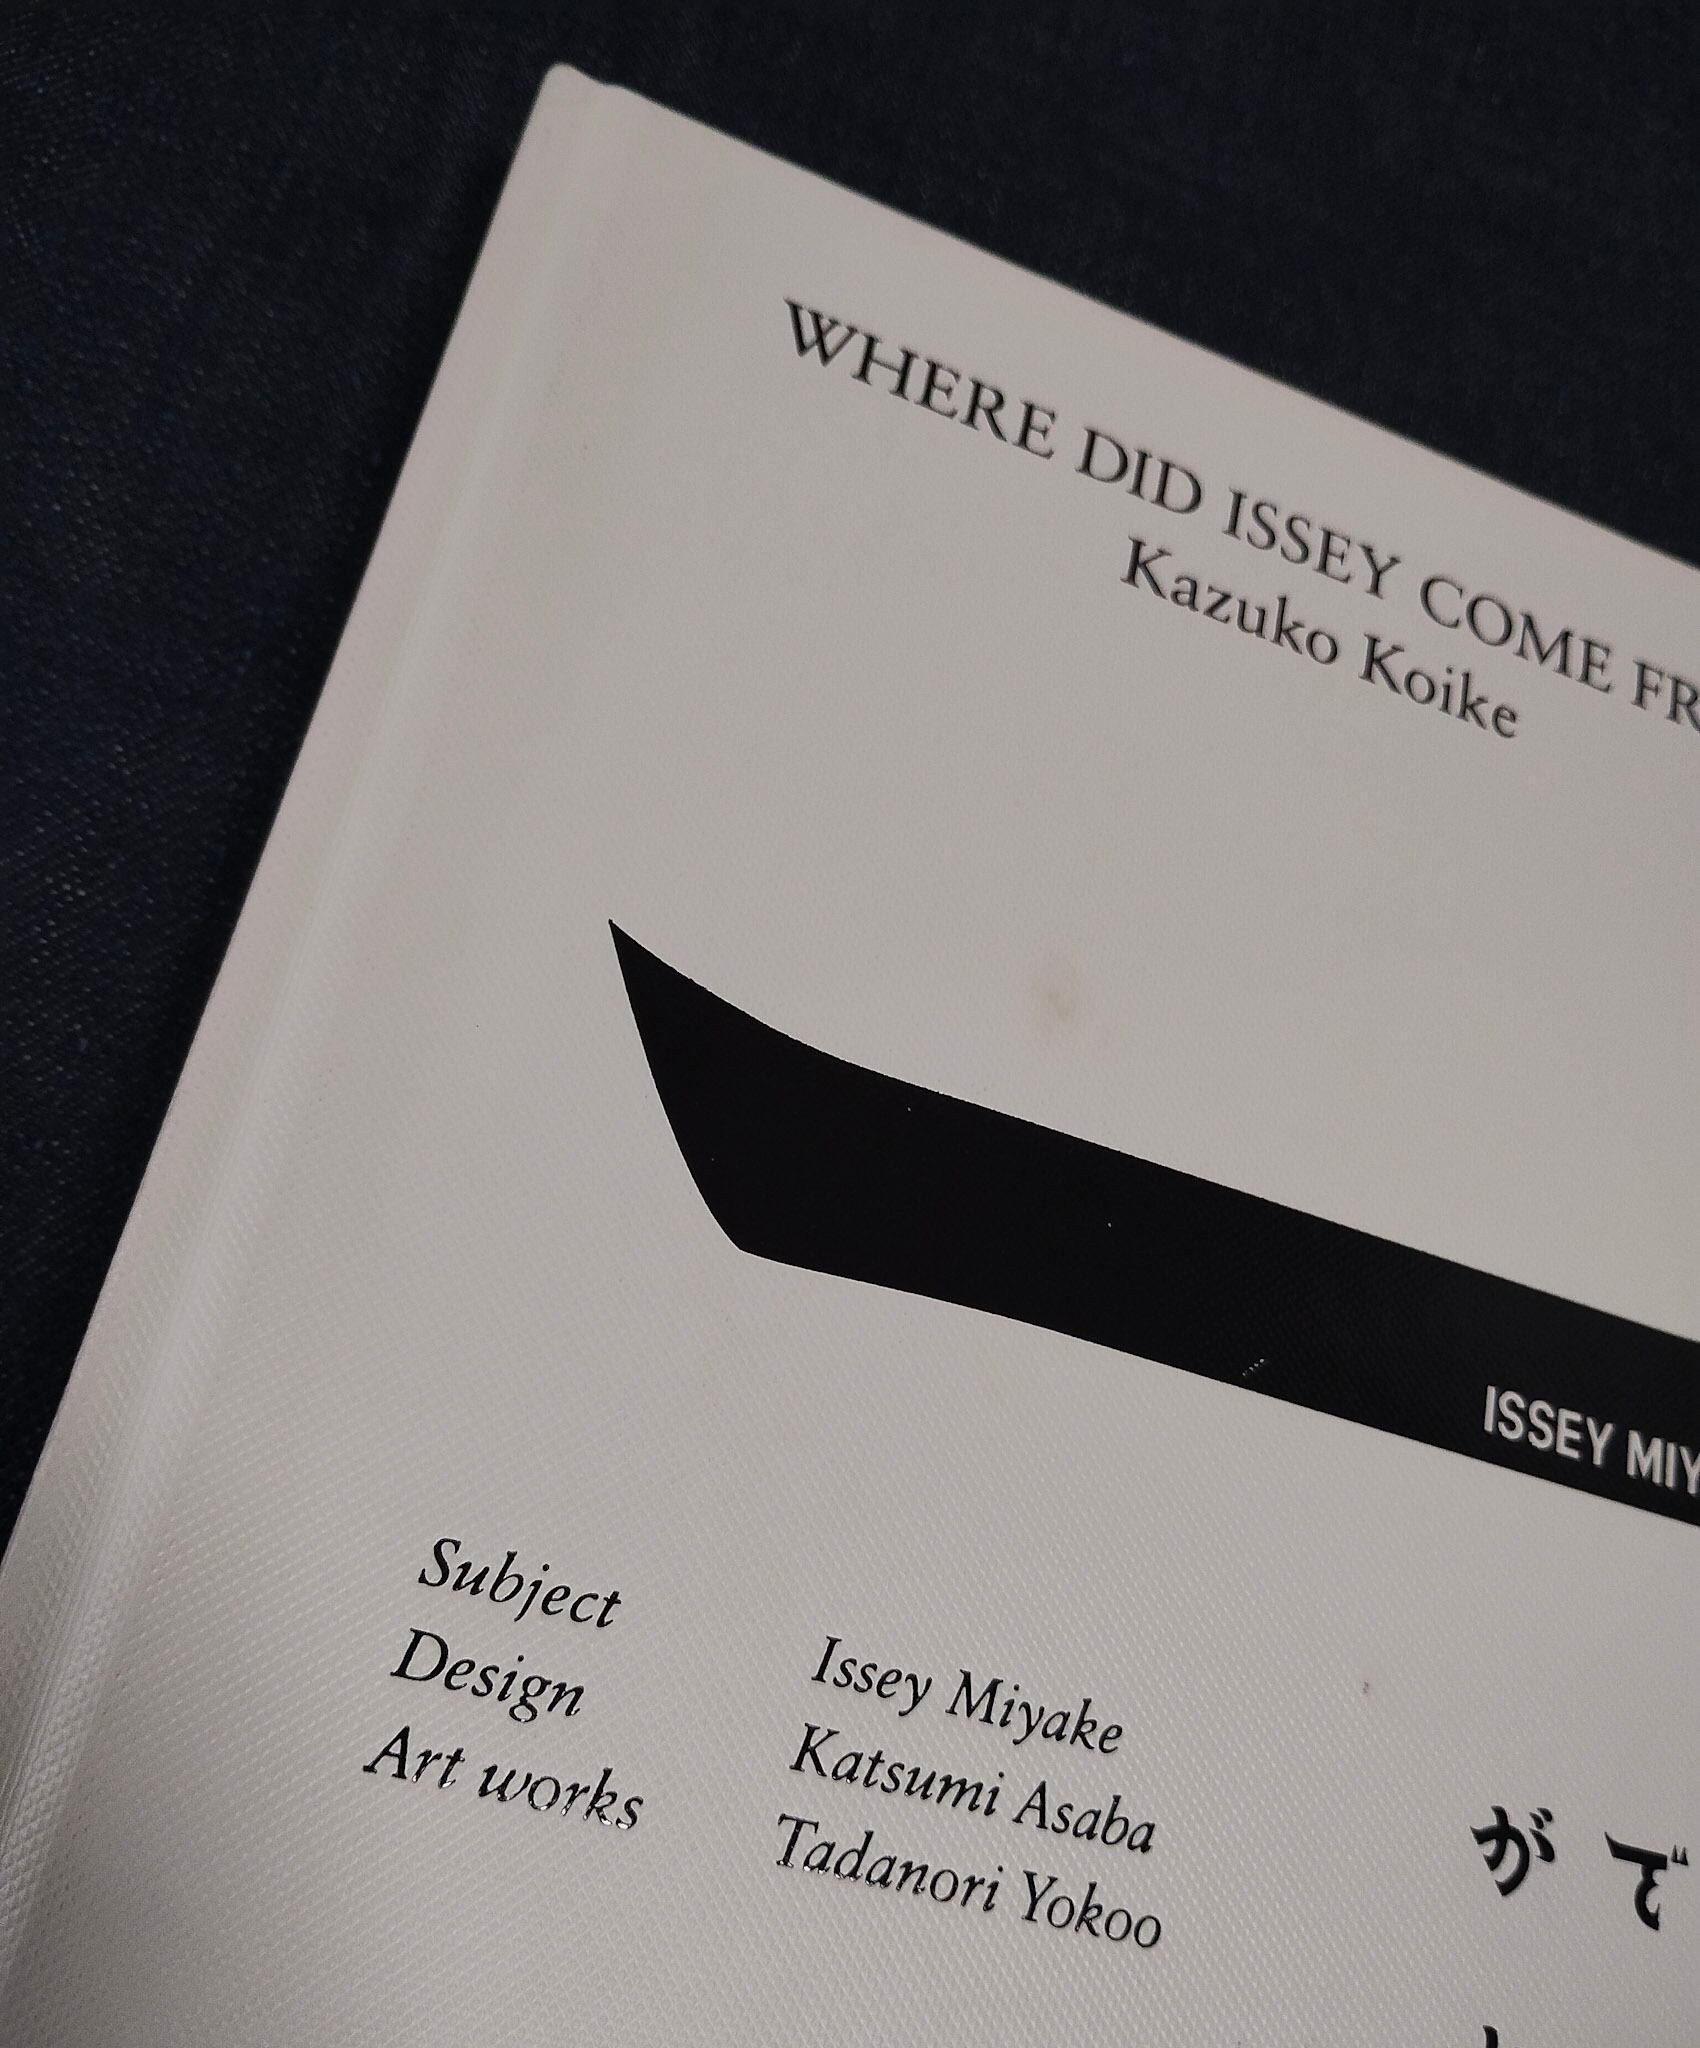 WHERE DID ISSEY COME FR
Kazuko Koike
ISSEY MIY
Subject
Design
Art works
Issey Miyake
Katsumi Asaba
Tadanori Yokoo
が で